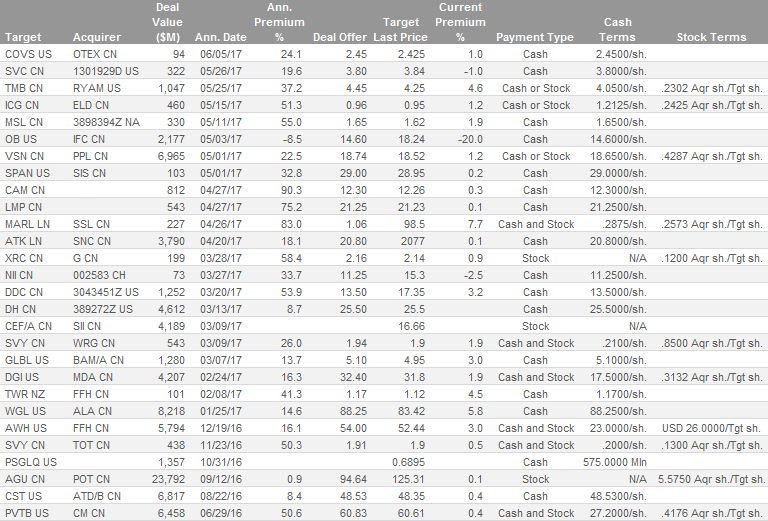 Deal Ann. Current
Value Premium Target Premium Cash
Target Acquirer ($M) Ann. Date % Deal Offer Last Price % Payment Type Terms Stock Terms
COVS US OTEX CN 94 06/05/17 24.1 2.45 2.425 1.0 Cash 2.4500/sh.
SVC CN 1301929D US 322 05/26/17 19.6 3.80 3.84 -1.0 Cash 3.8000/sh.
TMB CN RYAM US 1,047 05/25/17 37.2 4.45 4.25 4.6 Cash or Stock 4.0500/sh. .2302 Aqr sh./Tgt sh.
ICG CN ELD CN 460 05/15/17 51.3 0.96 0.95 1.2 Cash or Stock 1.2125/sh. .2425 Aqr sh./Tgt sh.
MSL CN 3898394Z NA 330 05/11/17 55.0 1.65 1.62 1.9 Cash 1.6500/sh.
OB US IFC CN 2,177 05/03/17 -8.5 14.60 18.24 -20.0 Cash 14.6000/sh.
VSN CN PPL CN 6,965 05/01/17 22.5 18.74 18.52 1.2 Cash or Stock 18.6500/sh. .4287 Aqr sh./Tgt sh.
SPAN US SIS CN 103 05/01/17 32.8 29.00 28.95 0.2 Cash 29.0000/sh.
CAM CN 812 04/27/17 90.3 12.30 12.26 0.3 Cash 12.3000/sh.
LMP CN 543 04/27/17 75.2 21.25 21.23 0.1 Cash 21.2500/sh.
MARL LN SSL CN 227 04/26/17 83.0 1.06 98.5 7.7 Cash and Stock .2875/sh. .2573 Aqr sh./Tgt sh.
ATK LN SNC CN 3,790 04/20/17 18.1 20.80 2077 0.1 Cash 20.8000/sh.
XRC CN G CN 199 03/28/17 58.4 2.16 2.14 0.9 Stock N/A .1200 Aqr sh./Tgt sh.
NII CN 002583 CH 73 03/27/17 33.7 11.25 15.3 -2.5 Cash 11.2500/sh.
DDC CN 3043451Z US 1,252 03/20/17 53.9 13.50 17.35 3.2 Cash 13.5000/sh.
DH CN 389272Z US 4,612 03/13/17 8.7 25.50 25.5 Cash 25.5000/sh.
CEF/A CN SII CN 4,189 03/09/17 16.66 Stock N/A
SVY CN WRG CN 543 03/09/17 26.0 1.94 1.9 1.9 Cash and Stock .2100/sh. .8500 Aqr sh./Tgt sh.
GLBL US BAM/A CN 1,280 03/07/17 13.7 5.10 4.95 3.0 Cash 5.1000/sh.
DGI US MDA CN 4,207 02/24/17 16.3 32.40 31.8 1.9 Cash and Stock 17.5000/sh. .3132 Aqr sh./Tgt sh.
TWR NZ FFH CN 101 02/08/17 41.3 1.17 1.12 4.5 Cash 1.1700/sh.
WGL US ALA CN 8,218 01/25/17 14.6 88.25 83.42 5.8 Cash 88.2500/sh.
AWH US FFH CN 5,794 12/19/16 16.1 54.00 52.44 3.0 Cash and Stock 23.0000/sh. USD 26.0000/Tgt sh.
SVY CN TOT CN 438 11/23/16 50.3 1.91 1.9 0.5 Cash and Stock .2000/sh. .1300 Aqr sh./Tgt sh.
PSGLQ US 1,357 10/31/16 0.6895 Cash 575.0000 Mln
AGU CN POT CN 23,792 09/12/16 0.9 94.64 125.31 0.1 Stock N/A 5.5750 Aqr sh./Tgt sh.
CST US ATD/B CN 6,817 08/22/16 8.4 48.53 48.35 0.4 Cash 48.5300/sh.
PVTB US CM CN 6,458 06/29/16 50.6 60.83 60.61 0.4 Cash and Stock 27.2000/sh. .4176 Aqr sh./Tgt sh.